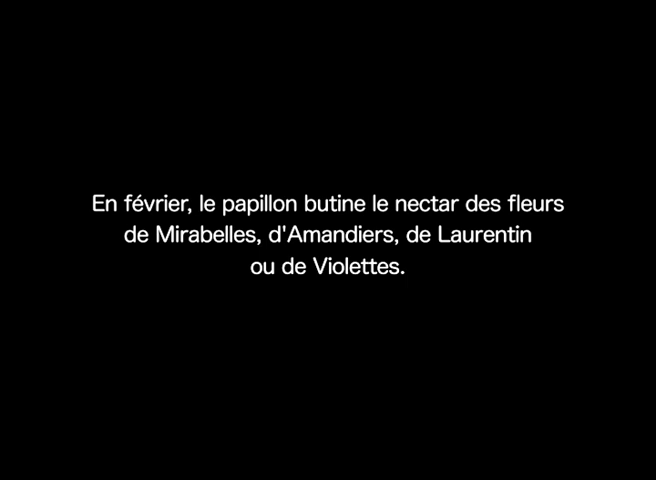 En février, le papillon butine le nectar des fleurs
de Mirabelles, d'Amandiers, de Laurentin
ou de Violettes.